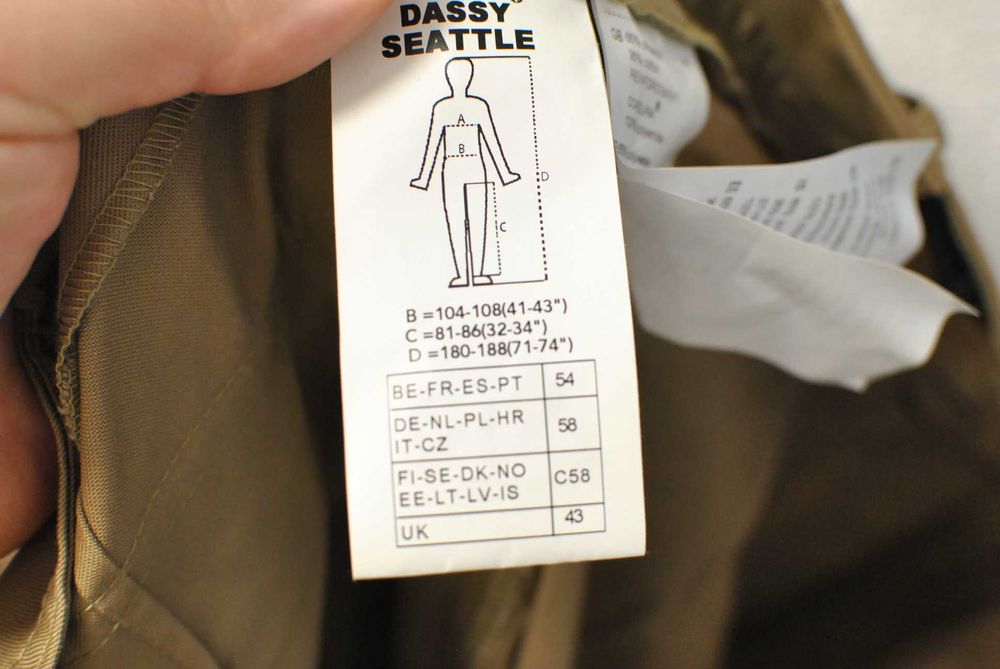 DASSY®
SEATTLE
A
B
D
C
B =104-108(41-43")
C =81-86(32-34")
D =180-188(71-74")
BE-FR-ES-PT 54
DE-NL-PL-HR
IT-CZ 58
FI-SE-DK-NO
EE-LT-LV-IS C58
UK 43
GB